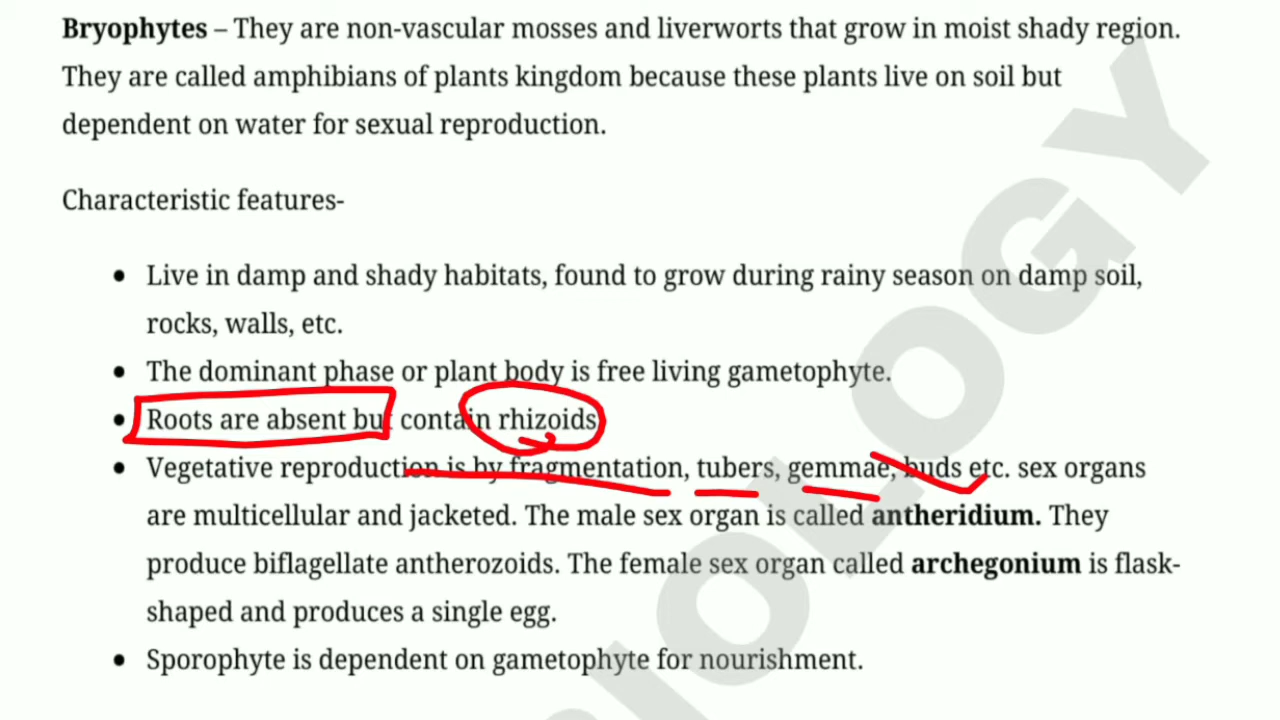 Bryophytes – They are non-vascular mosses and liverworts that grow in moist shady region.
They are called amphibians of plants kingdom because these plants live on soil but
dependent on water for sexual reproduction.
Characteristic features-
• Live in damp and shady habitats, found to grow during rainy season on damp soil,
rocks, walls, etc.
• The dominant phase or plant body is free living gametophyte.
• Roots are absent but contain rhizoids.
• Vegetative reproduction is by fragmentation, tubers, gemmae, buds etc. sex organs
are multicellular and jacketed. The male sex organ is called antheridium. They
produce biflagellate antherozoids. The female sex organ called archegonium is flask-
shaped and produces a single egg.
• Sporophyte is dependent on gametophyte for nourishment.
BIOLOGY